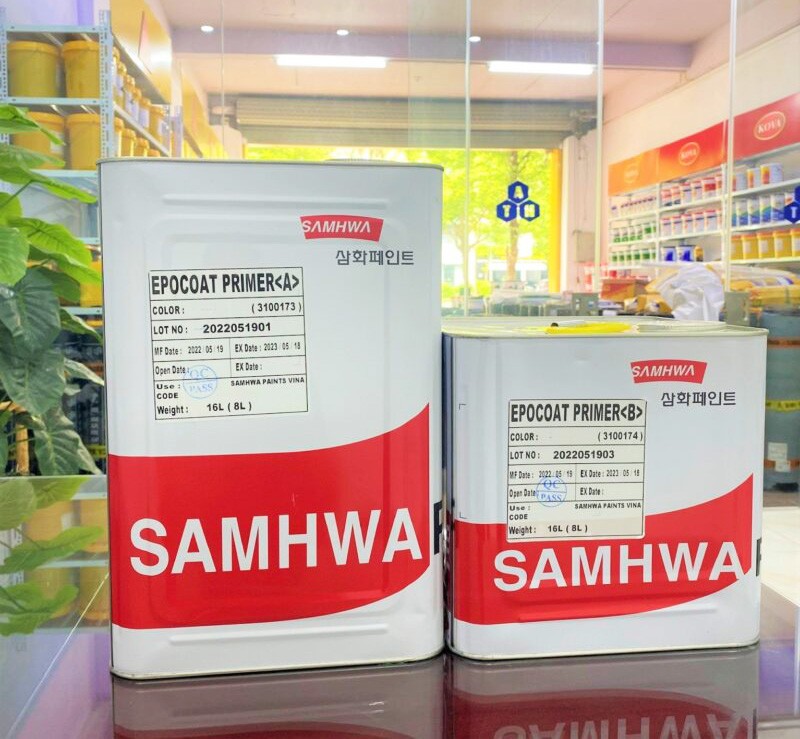 KOVA
KOVA
A
T H
SAMHWA
삼화페인트
EPOCOAT PRIMER<A>
COLOR : ( 3100173 )
LOT NO : 2022051901
MF Date : 2022 / 05 / 19 EX Date : 2023 / 05 / 18
Open Date : EX Date :
Use : SAMHWA PAINTS VINA
CODE
QC
PASS
Weight : 16L ( 8L )
SAMHWA
SAMHWA
삼화페인트
EPOCOAT PRIMER<B>
COLOR : ( 3100174 )
LOT NO : 2022051903
MF Date : 2022 / 05 / 19 EX Date : 2023 / 05 / 18
Open Date EX Date :
Use : SAMHWA PAINTS VINA
CODE
QC
PASS
Weight : 16L ( 8L )
SAMHWA